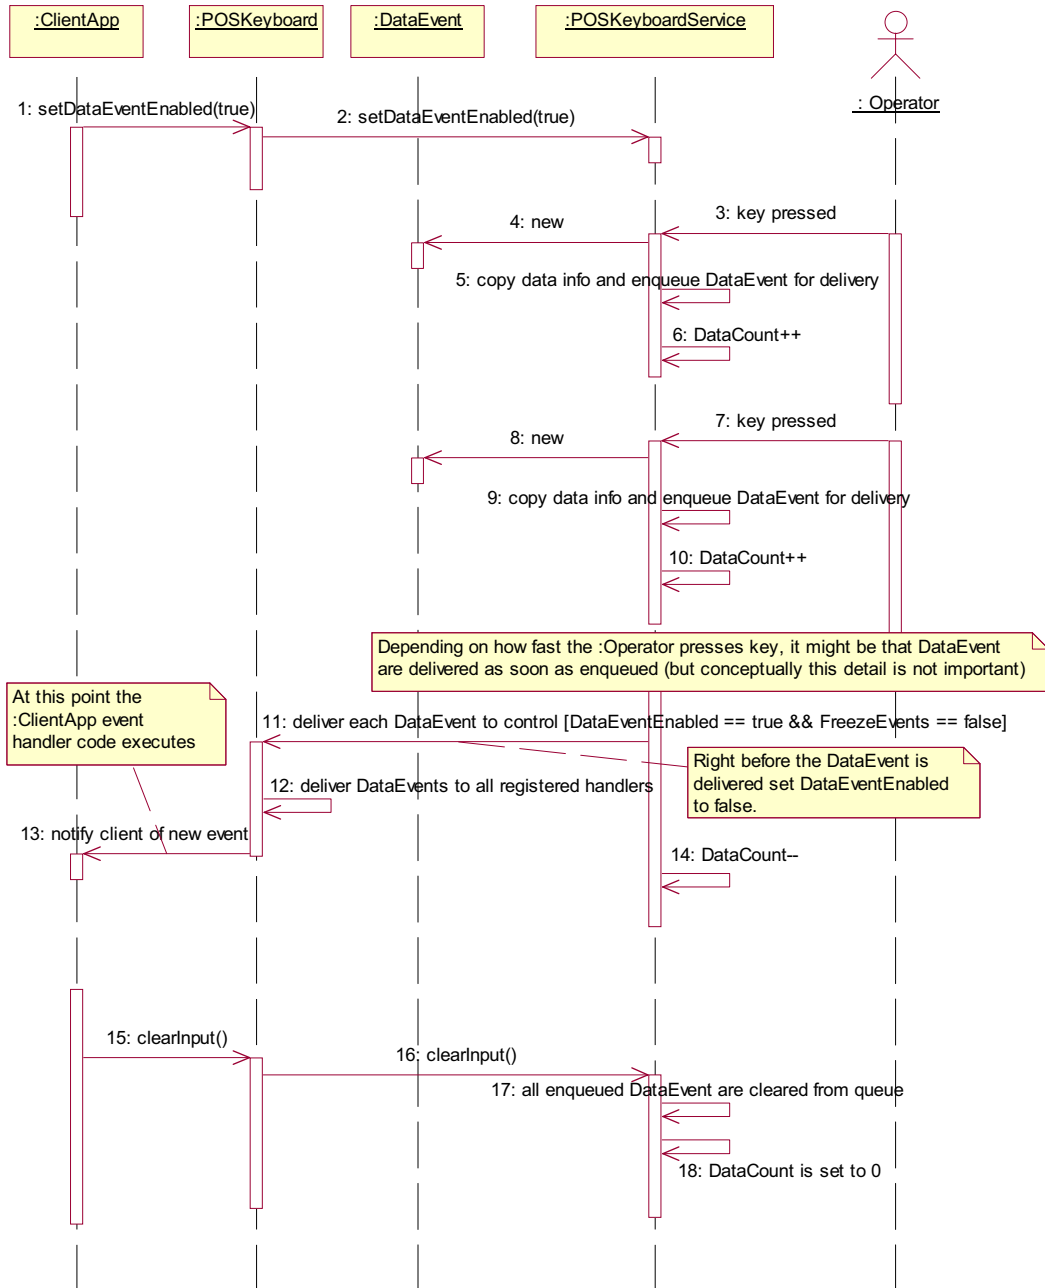 :ClientApp
:POSKeyboard
:DataEvent
:POSKeyboardService
: Operator
1: setDataEventEnabled(true)
2: setDataEventEnabled(true)
3: key pressed
4: new
5: copy data info and enqueue DataEvent for delivery
6: DataCount++
7: key pressed
8: new
9: copy data info and enqueue DataEvent for delivery
10: DataCount++
Depending on how fast the :Operator presses key, it might be that DataEvent
are delivered as soon as enqueued (but conceptually this detail is not important)
At this point the
:ClientApp event
handler code executes
11: deliver each DataEvent to control [DataEventEnabled == true && FreezeEvents == false]
Right before the DataEvent is
delivered set DataEventEnabled
to false.
12: deliver DataEvents to all registered handlers
13: notify client of new event
14: DataCount--
15: clearInput()
16: clearInput()
17: all enqueued DataEvent are cleared from queue
18: DataCount is set to 0